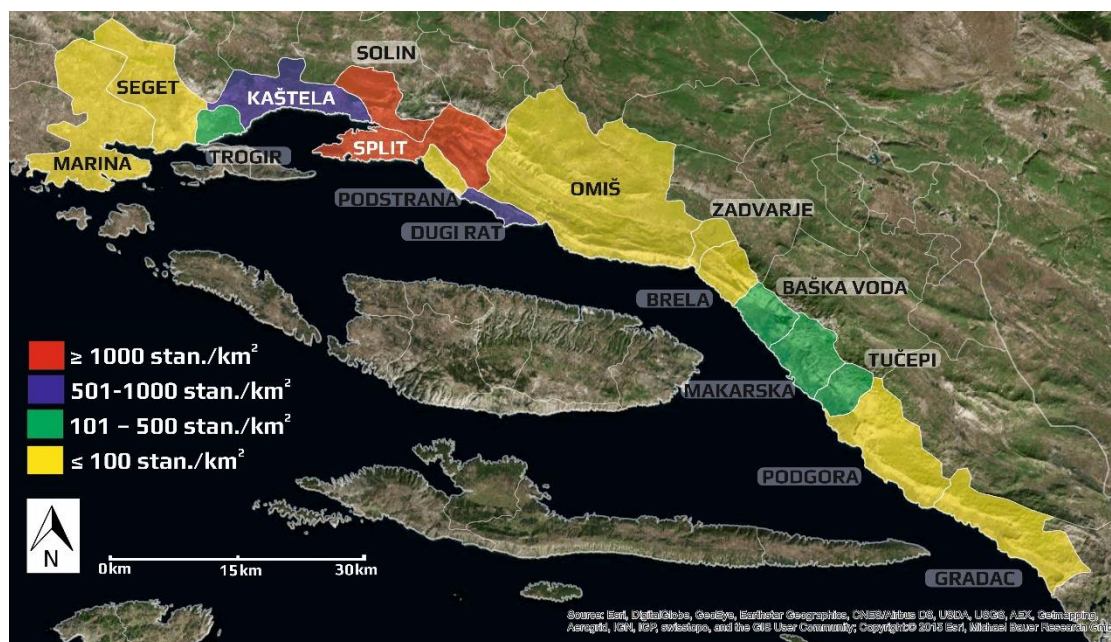 SOLIN
SEGET
KAŠTELA
MARINA
TROGIR
SPLIT
PODSTRANA
OMIŠ
DUGI RAT
ZADVARJE
BRELA
BAŠKA VODA
TUČEPI
MAKARSKA
PODGORA
GRADAC
≥ 1000 stan./km²
501-1000 stan./km²
101 – 500 stan./km²
≤ 100 stan./km²
N
0km 15km 30km
Source: Esri, DigitalGlobe, GeoEye, Earthstar Geographics, CNES/Airbus DS, USDA, USGS, AEX, Getmapping,
Aerogrid, IGN, IGP, swisstopo, and the GIS User Community; Copyright:© 2015 Esri, Michael Bauer Research